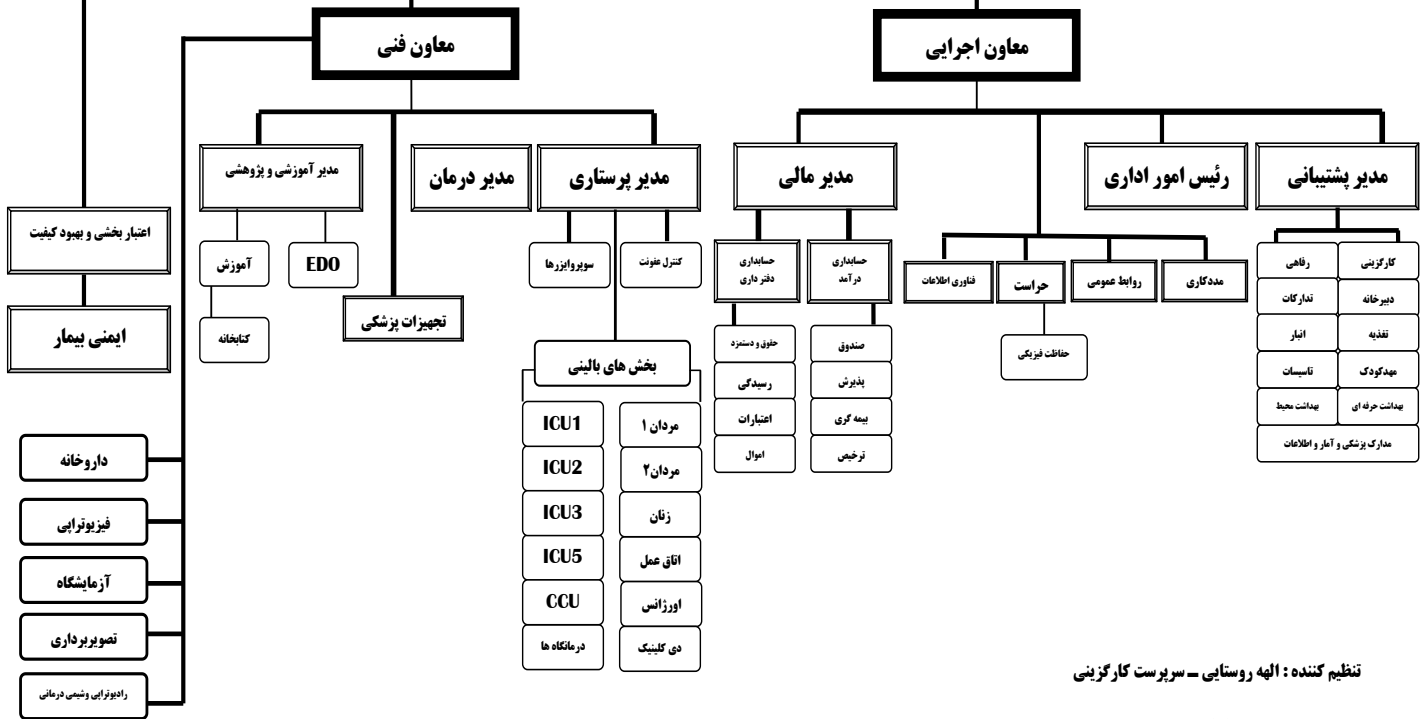 معاون اجرایی
معاون فنی
مدیر پشتیبانی
رئیس امور اداری
مدیر مالی
مدیر پرستاری
مدیر درمان
مدیر آموزشی و پژوهشی
اعتبار بخشی و بهبود کیفیت
ایمنی بیمار
کارگزینی
رفاهی
دبیرخانه
تدارکات
تغذیه
انبار
مهدکودک
تاسیسات
بهداشت حرفه ای
بهداشت محیط
مدارک پزشکی و آمار و اطلاعات
مددکاری
روابط عمومی
حراست
فناوری اطلاعات
حفاظت فیزیکی
حسابداری
درآمد
صندوق
پذیرش
بیمه گری
ترخیص
حسابداری
دفتر داری
حقوق و دستمزد
رسیدگی
اعتبارات
اموال
کنترل عفونت
سوپروایزرها
بخش های بالینی
مردان ۱
ICU1
مردان۲
ICU2
زنان
ICU3
اتاق عمل
ICU5
اورژانس
CCU
دی کلینیک
درمانگاه ها
تجهیزات پزشکی
EDO
آموزش
کتابخانه
داروخانه
فیزیوتراپی
آزمایشگاه
تصویربرداری
رادیوتراپی وشیمی درمانی
تنظیم کننده : الهه روستایی – سرپرست کارگزینی